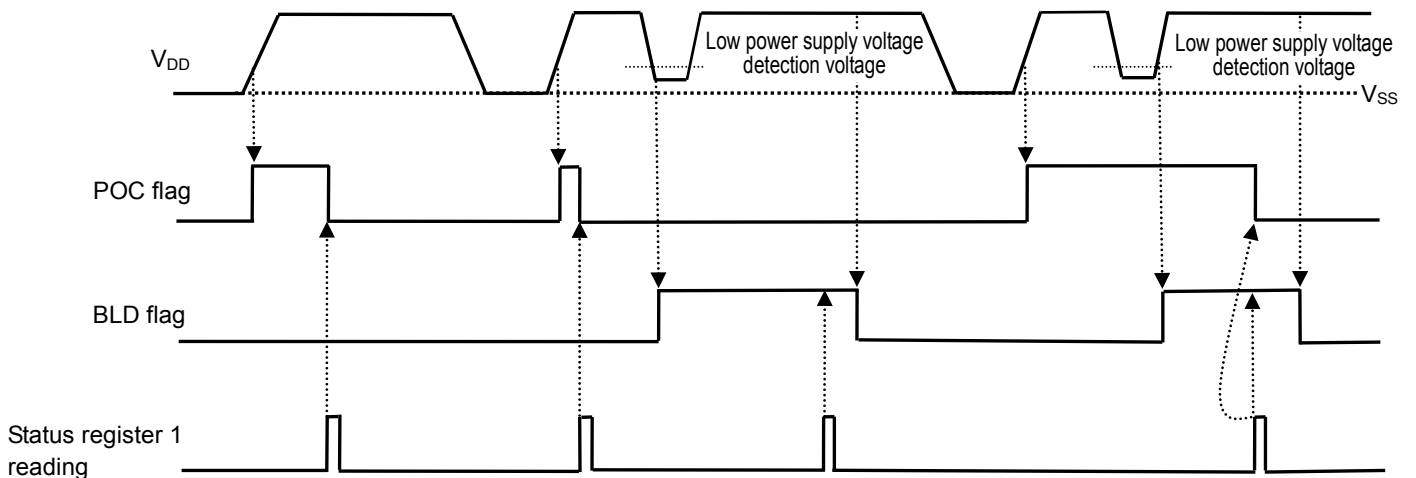 Low power supply voltage
detection voltage
Low power supply voltage
detection voltage
VDD
VSS
POC flag
BLD flag
Status register 1
reading